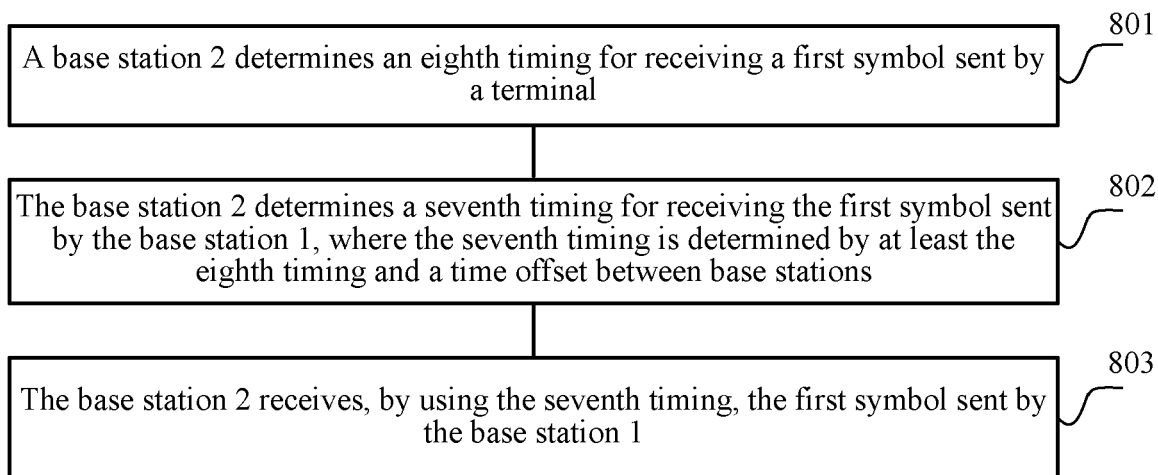 801
A base station 2 determines an eighth timing for receiving a first symbol sent by
a terminal
802
The base station 2 determines a seventh timing for receiving the first symbol sent
by the base station 1, where the seventh timing is determined by at least the
eighth timing and a time offset between base stations
803
The base station 2 receives, by using the seventh timing, the first symbol sent by
the base station 1